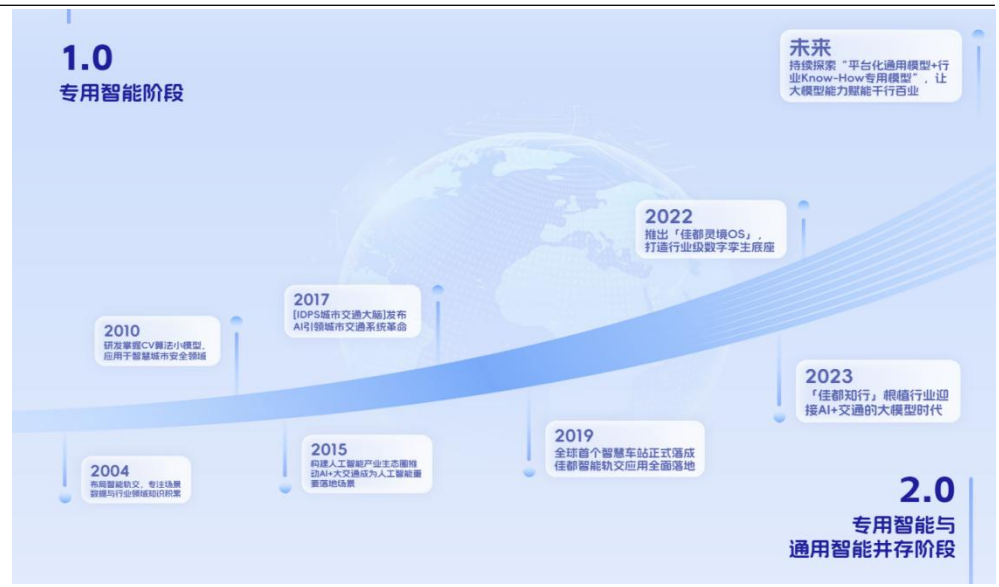 1.0
专用智能阶段
未来
持续探索“平台化通用模型+行
业Know-How专用模型”，让
大模型能力赋能千行百业
2022
推出「佳都灵境OS」，
打造行业级数字孪生底座
2017
[IDPS城市交通大脑]发布
AI引领城市交通系统革命
2010
研发掌握CV算法小模型，
应用于智慧城市安全领域
2023
「佳都知行」根植行业迎
接AI+交通的大模型时代
2019
全球首个智慧车站正式落成
佳都智能轨交应用全面落地
2015
构建人工智能产业生态圈推
动AI+大交通成为人工智能重
要落地场景
2004
布局智能轨交，专注场景
数据与行业领域知识积累
2.0
专用智能与
通用智能并存阶段